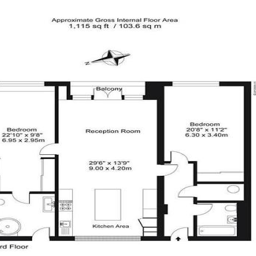 Approximate Gross Internal Floor Area
1,115 sq ft / 103.6 sq m
Balcony
Bedroom
22'10" x 9'8"
6.95 x 2.95m
Reception Room
29'6" x 13'9"
9.00 x 4.20m
Bedroom
20'8" x 11'2"
6.30 x 3.40m
Kitchen Area
rd Floor